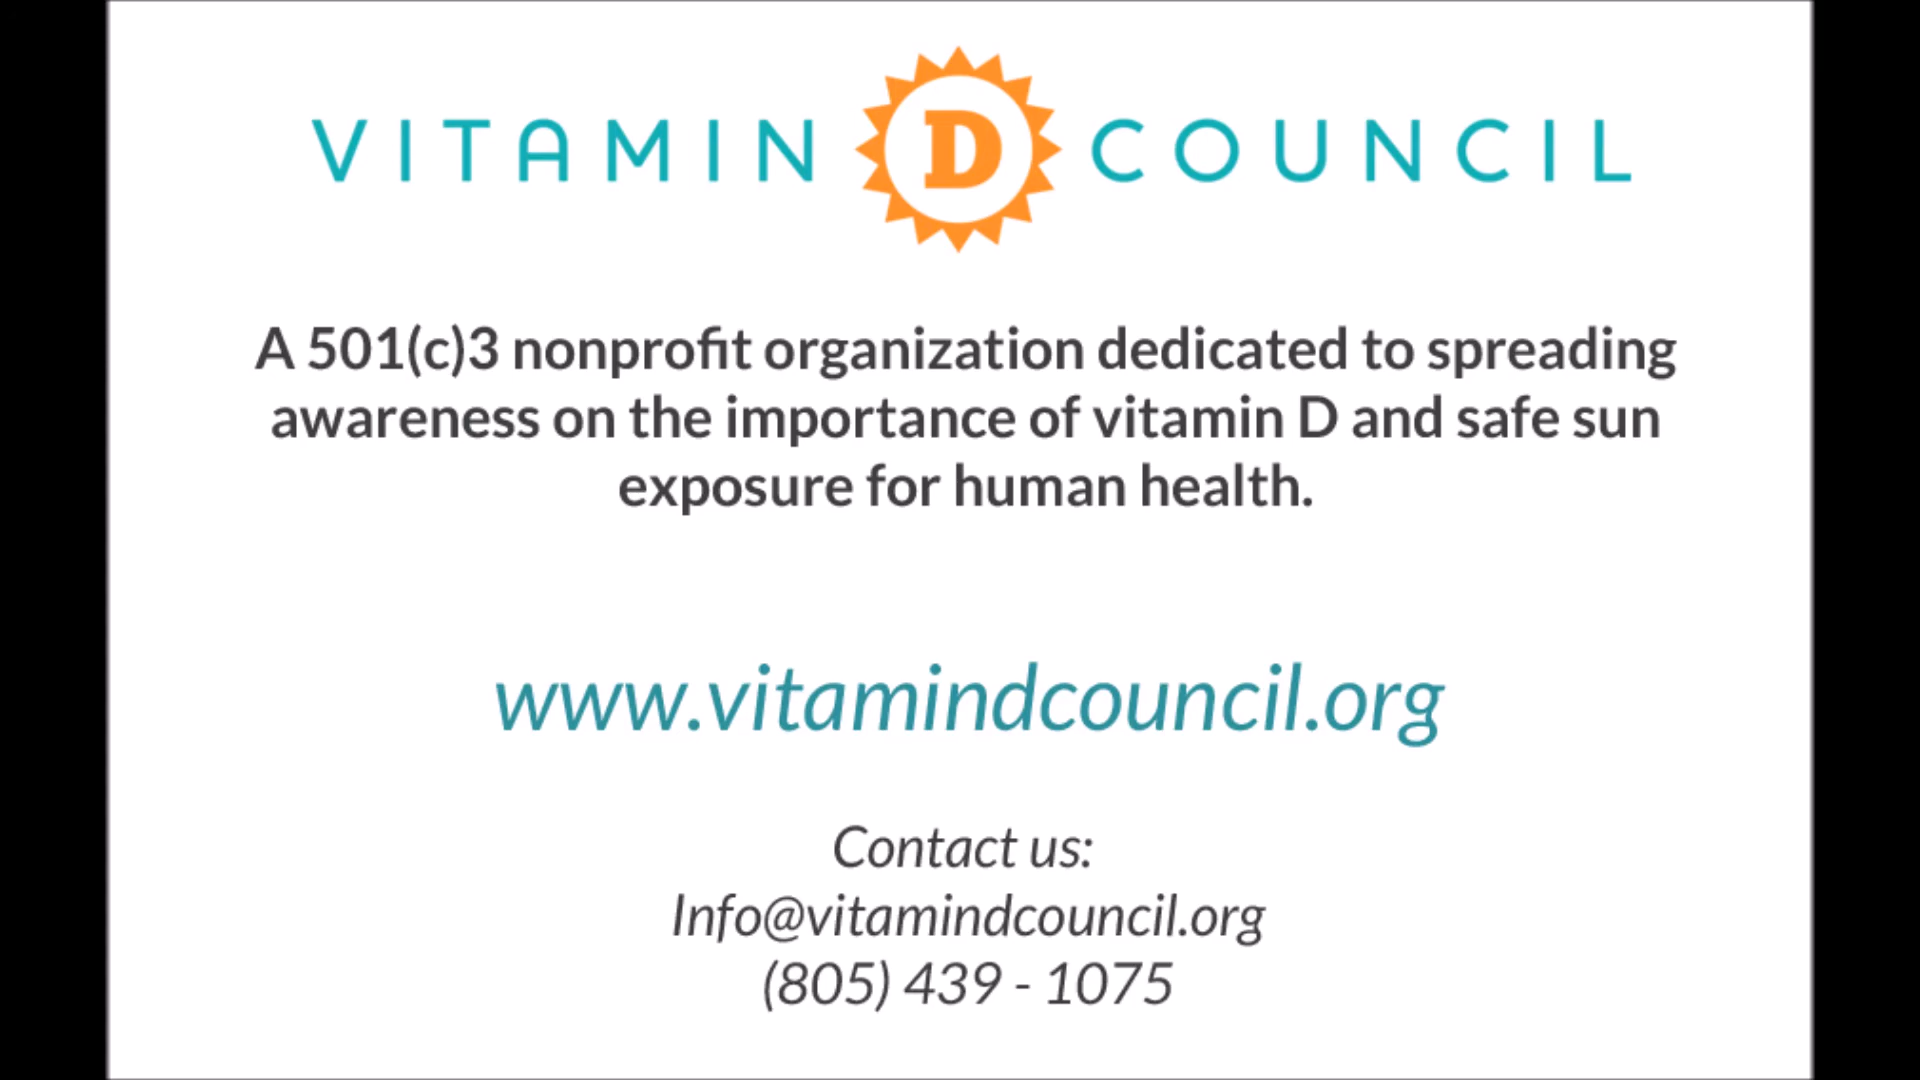 VITAMIN D COUNCIL
A 501(c)3 nonprofit organization dedicated to spreading
awareness on the importance of vitamin D and safe sun
exposure for human health.
www.vitamindcouncil.org
Contact us:
Info@vitamindcouncil.org
(805) 439 - 1075